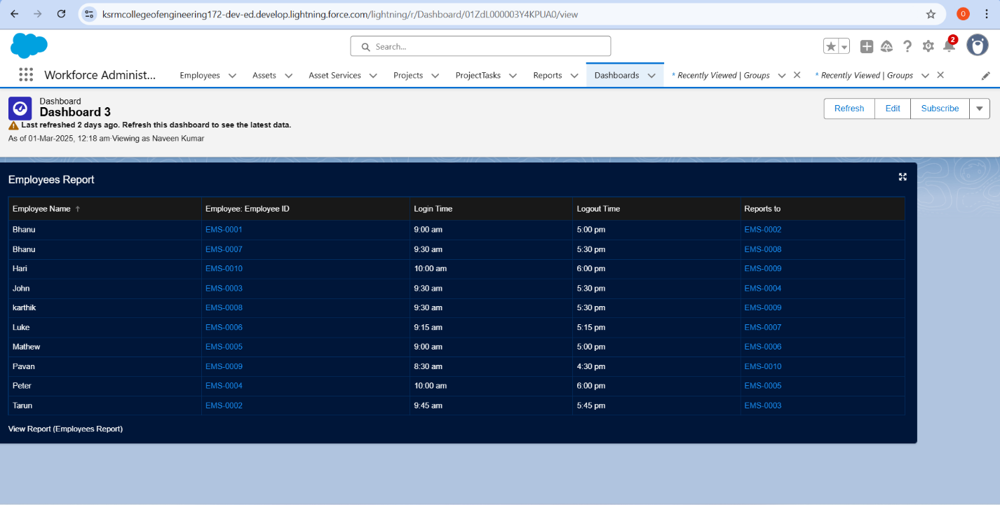 ksrmcollegeofengineering172-dev-ed.develop.lightning.force.com/lightning/r/Dashboard/01ZdL000003Y4KPUA0/view
O
Search...
2
Workforce Administ... Employees Assets Asset Services Projects ProjectTasks Reports Dashboards * Recently Viewed | Groups * Recently Viewed | Groups
Dashboard
Dashboard 3
Last refreshed 2 days ago. Refresh this dashboard to see the latest data.
As of 01-Mar-2025, 12:18 am·Viewing as Naveen Kumar
Refresh Edit Subscribe
Employees Report
Employee Name ↑ Employee: Employee ID Login Time Logout Time Reports to
Bhanu EMS-0001 9:00 am 5:00 pm EMS-0002
Bhanu EMS-0007 9:30 am 5:30 pm EMS-0008
Hari EMS-0010 10:00 am 6:00 pm EMS-0009
John EMS-0003 9:30 am 5:30 pm EMS-0004
karthik EMS-0008 9:30 am 5:30 pm EMS-0009
Luke EMS-0006 9:15 am 5:15 pm EMS-0007
Mathew EMS-0005 9:00 am 5:00 pm EMS-0006
Pavan EMS-0009 8:30 am 4:30 pm EMS-0010
Peter EMS-0004 10:00 am 6:00 pm EMS-0005
Tarun EMS-0002 9:45 am 5:45 pm EMS-0003
View Report (Employees Report)